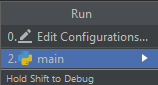 Run
0. Edit Configurations...
2. main
Hold Shift to Debug